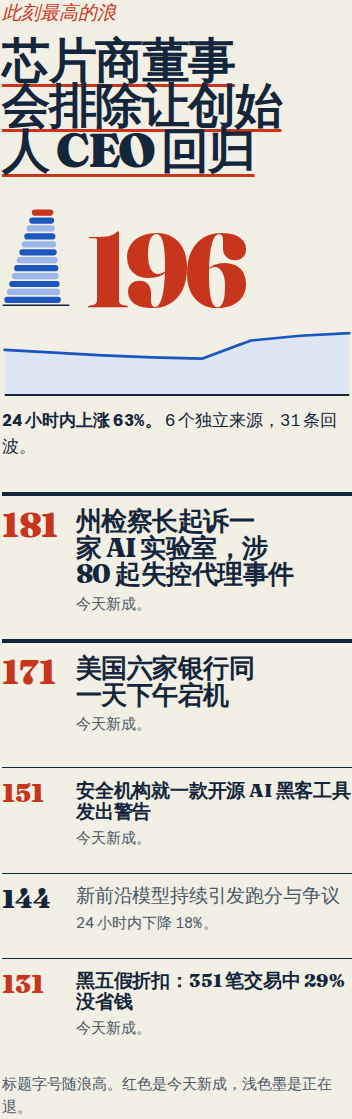 此刻最高的浪
芯片商董事
会排除让创始
人 CEO 回归
196
24 小时内上涨 63%。 6 个独立来源，31 条回
波。
181
州检察长起诉一
家 AI 实验室，涉
80 起失控代理事件
今天新成。
171
美国六家银行同
一天下午宕机
今天新成。
151
安全机构就一款开源 AI 黑客工具
发出警告
今天新成。
144
新前沿模型持续引发跑分与争议
24 小时内下降 18%。
131
黑五假折扣：351 笔交易中 29%
没省钱
今天新成。
标题字号随浪高。红色是今天新成，浅色墨是正在
退。